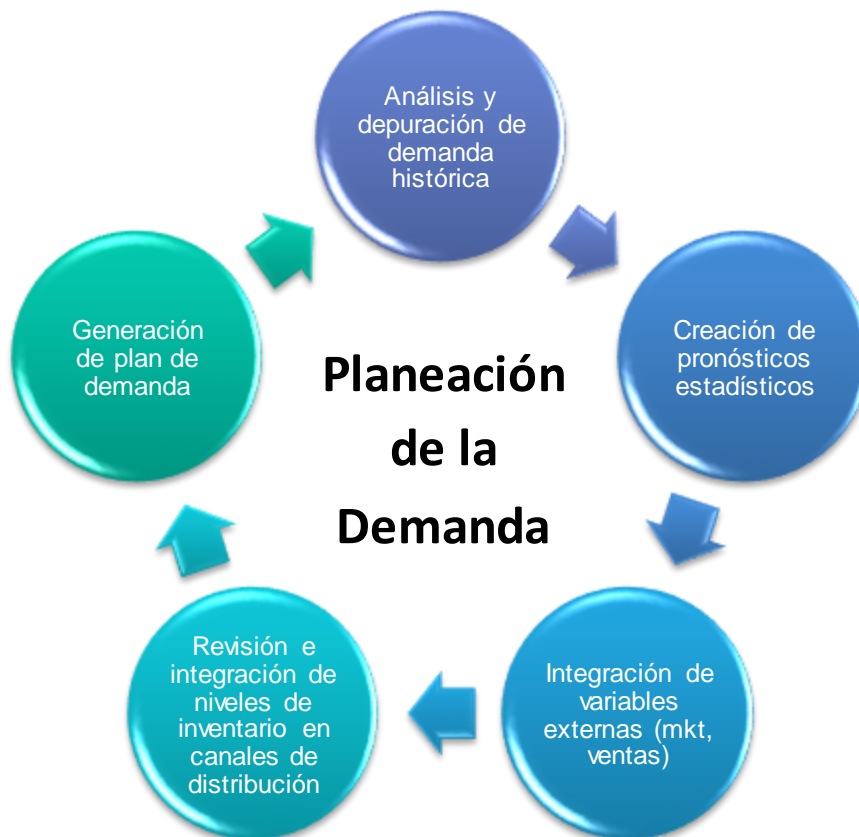 Análisis y
depuración de
demanda
histórica
Creación de
pronósticos
estadísticos
Integración de
variables
externas (mkt,
ventas)
Revisión e
integración de
niveles de
inventario en
canales de
distribución
Generación
de plan de
demanda
Planeación
de la
Demanda